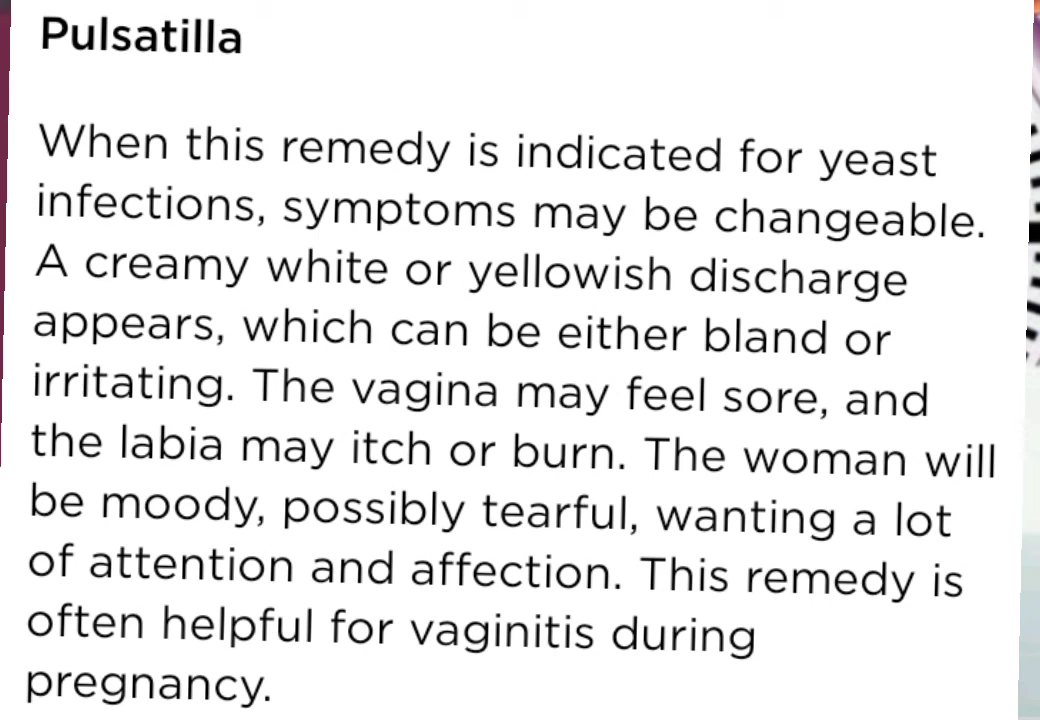 Pulsatilla
When this remedy is indicated for yeast
infections, symptoms may be changeable.
A creamy white or yellowish discharge
appears, which can be either bland or
irritating. The vagina may feel sore, and
the labia may itch or burn. The woman will
be moody, possibly tearful, wanting a lot
of attention and affection. This remedy is
often helpful for vaginitis during
pregnancy.